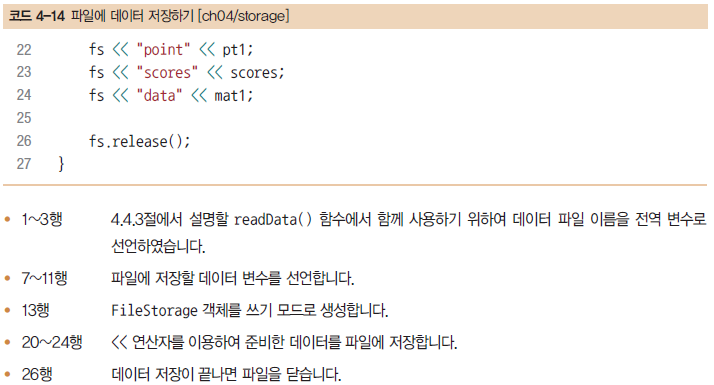 코드 4-14 파일에 데이터 저장하기 [ch04/storage]
22 fs << "point" << pt1;
23 fs << "scores" << scores;
24 fs << "data" << mat1;
25
26 fs.release();
27 }
• 1~3행 4.4.3절에서 설명할 readData() 함수에서 함께 사용하기 위하여 데이터 파일 이름을 전역 변수로
선언하였습니다.
• 7~11행 파일에 저장할 데이터 변수를 선언합니다.
• 13행 FileStorage 객체를 쓰기 모드로 생성합니다.
• 20~24행 << 연산자를 이용하여 준비한 데이터를 파일에 저장합니다.
• 26행 데이터 저장이 끝나면 파일을 닫습니다.